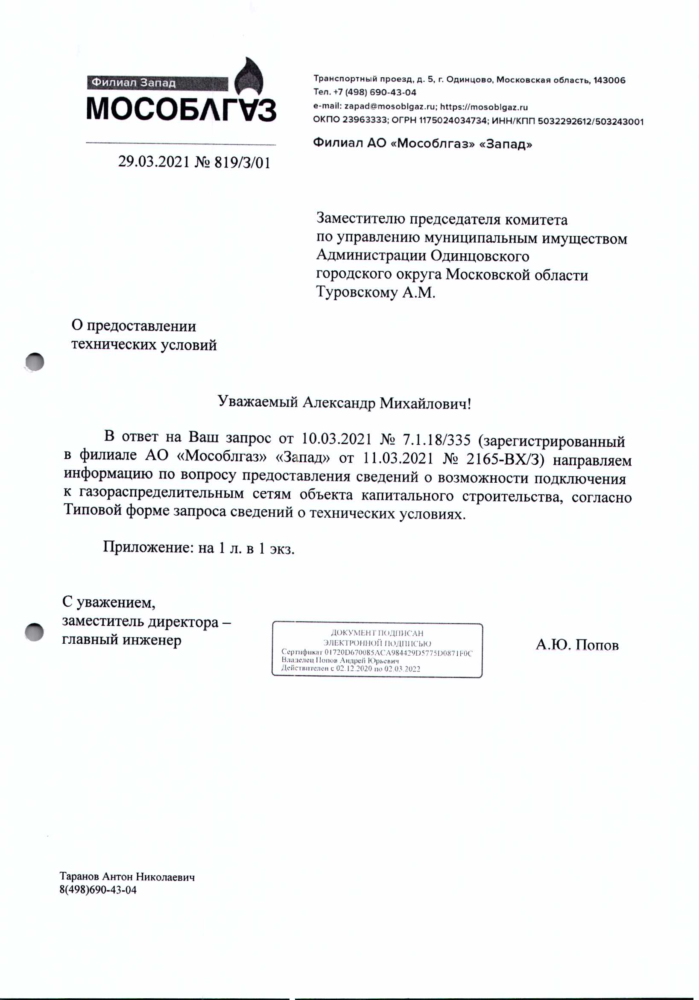 Филиал Запад
МОСОБЛГАЗ
Транспортный проезд, д. 5, г. Одинцово, Московская область, 143006
Тел. +7 (498) 690-43-04
e-mail: zapad@mosoblgaz.ru; https://mosoblgaz.ru
ОКПО 23963333; ОГРН 1175024034734; ИНН/КПП 5032292612/503243001
Филиал АО «Мособлгаз» «Запад»
29.03.2021 № 819/З/01
Заместителю председателя комитета
по управлению муниципальным имуществом
Администрации Одинцовского
городского округа Московской области
Туровскому А.М.
О предоставлении
технических условий
Уважаемый Александр Михайлович!
В ответ на Ваш запрос от 10.03.2021 № 7.1.18/335 (зарегистрированный
в филиале АО «Мособлгаз» «Запад» от 11.03.2021 № 2165-ВХ/З) направляем
информацию по вопросу предоставления сведений о возможности подключения
к газораспределительным сетям объекта капитального строительства, согласно
Типовой форме запроса сведений о технических условиях.
Приложение: на 1 л. в 1 экз.
С уважением,
заместитель директора –
главный инженер
ДОКУМЕНТ ПОДПИСАН
ЭЛЕКТРОННОЙ ПОДПИСЬЮ
Сертификат 01720D670085ACA984429D5775D0871F0C
Владелец Попов Андрей Юрьевич
Действителен с 02.12.2020 по 02.03.2022
А.Ю. Попов
Таранов Антон Николаевич
8(498)690-43-04